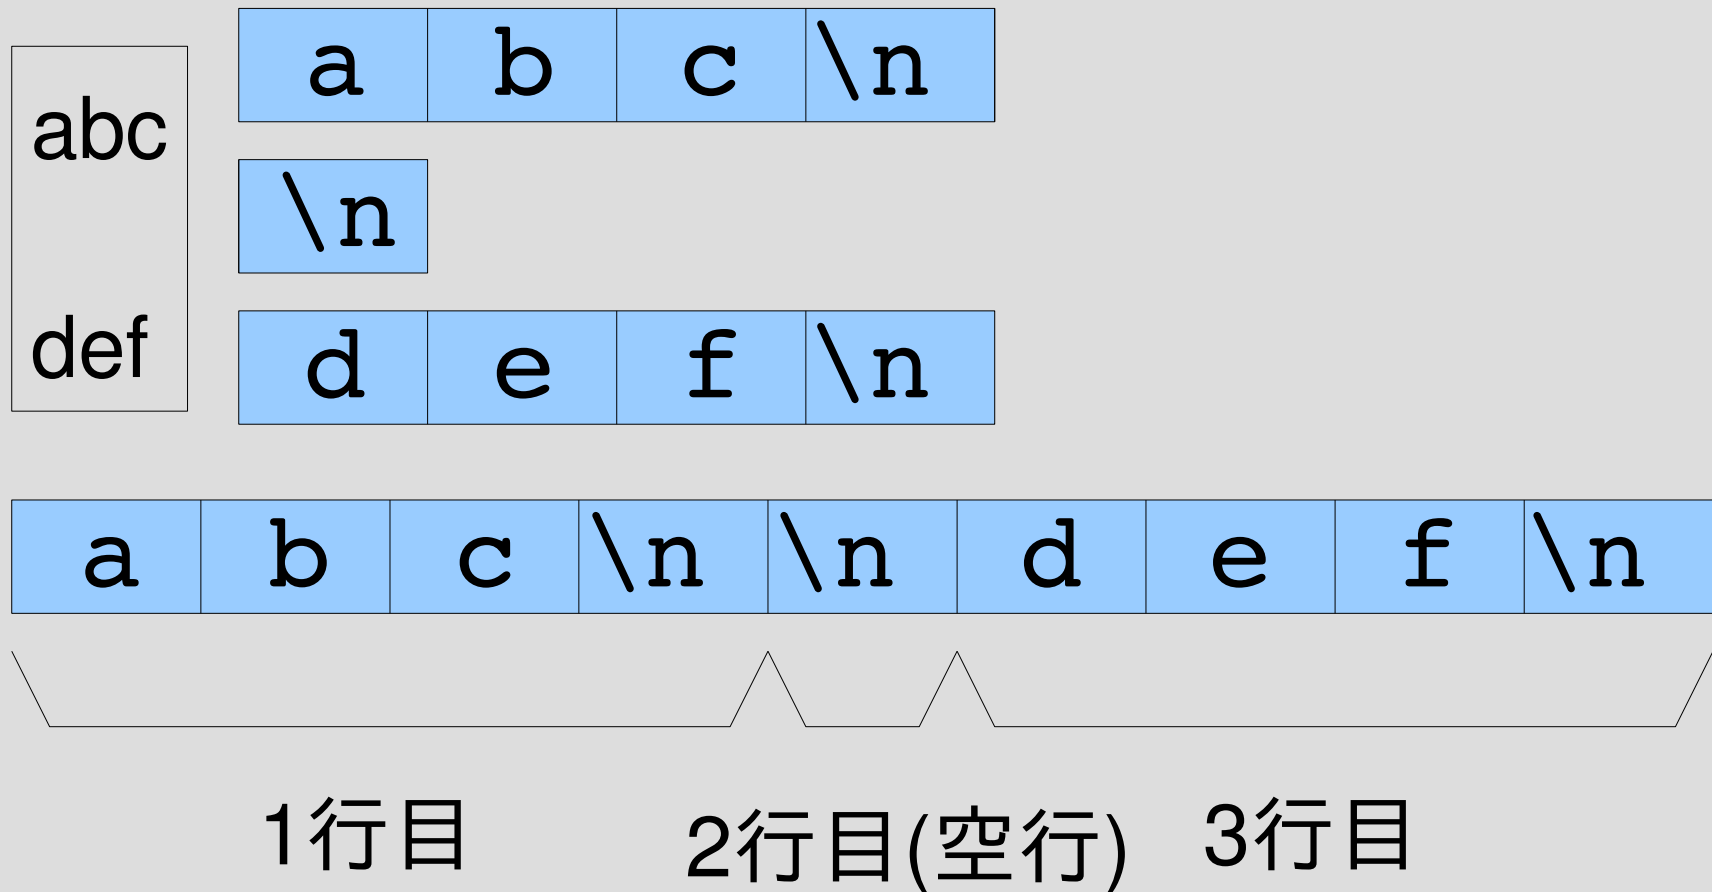 abc
def
a b c \n
\n
d e f \n
a b c \n \n d e f \n
1行目 2行目(空行) 3行目